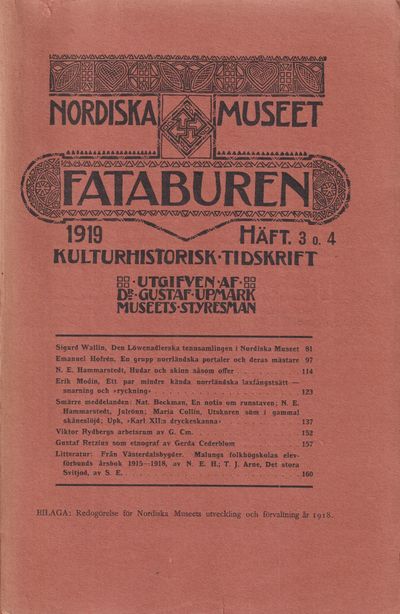 NORDISKA MUSEET
FATABUREN
1919 HÄFT. 3 o. 4
KULTURHISTORISK·TIDSKRIFT
·UTGIFVEN·AF·
DR·GUSTAF·UPMARK
MUSEETS·STYRESMAN
Sigurd Wallin, Den Löwenadlerska tennsamlingen i Nordiska Museet 81
Emanuel Hofrén, En grupp norrländska portaler och deras mästare 97
N. E. Hammarstedt, Hudar och skinn såsom offer 114
Erik Modin, Ett par mindre kända norrländska laxfångstsätt —
snarning och »ryckning» 123
Smärre meddelanden: Nat. Beckman, En notis om runstaven; N. E.
Hammarstedt, Julrönn; Maria Collin, Utskuren söm i gammal
skåneslöjd; Upk, »Karl XII:s dryckeskanna» 137
Viktor Rydbergs arbetsrum av G. Cm. 152
Gustaf Retzius som etnograf av Gerda Cederblom 157
Litteratur: Från Västerdalsbygder. Malungs folkhögskolas elev-
förbunds årsbok 1915—1918, av N. E. H.; T. J. Arne, Det stora
Svitjod, av S. E. 160
BILAGA: Redogörelse för Nordiska Museets utveckling och förvaltning år 1918.